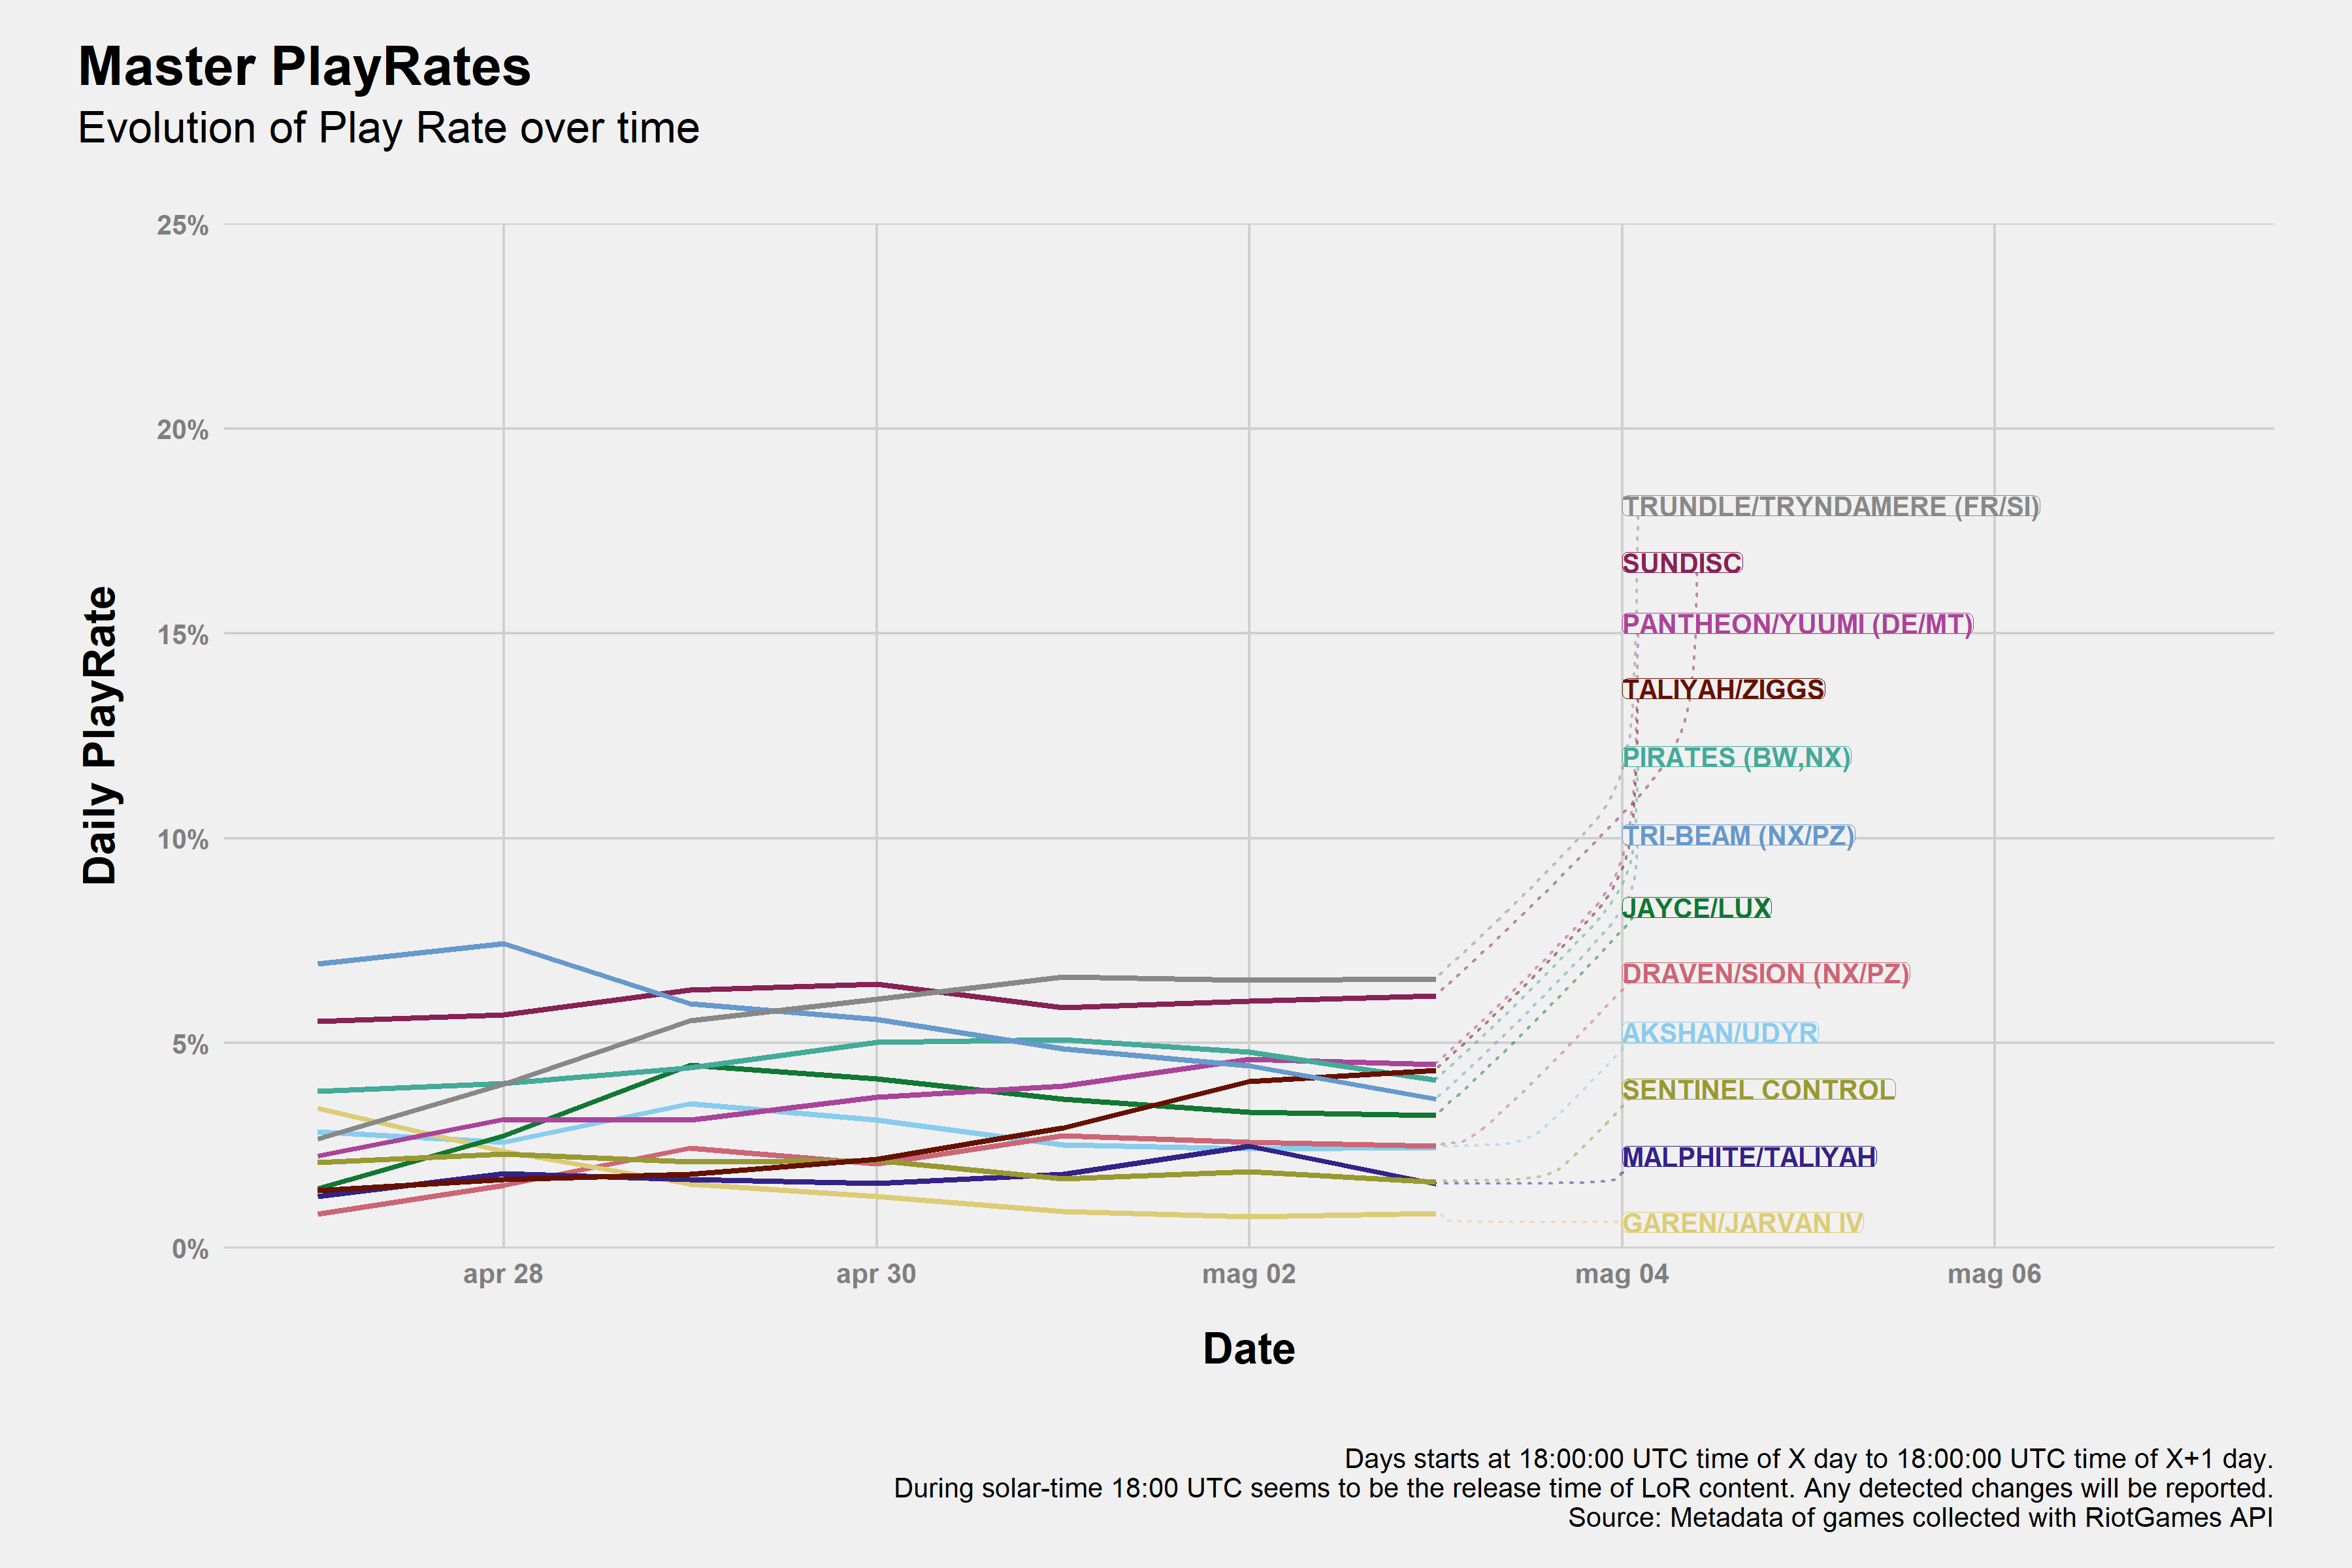 Master PlayRates
Evolution of Play Rate over time
25%
20%
15%
10%
5%
0%
Daily PlayRate
TRUNDLE/TRYNDAMERE (FR/SI)
SUNDISC
PANTHEON/YUUMI (DE/MT)
TALIYAH/ZIGGS
PIRATES (BW,NX)
TRI-BEAM (NX/PZ)
JAYCE/LUX
DRAVEN/SION (NX/PZ)
AKSHAN/UDYR
SENTINEL CONTROL
MALPHITE/TALIYAH
GAREN/JARVAN IV
apr 28
apr 30
mag 02
mag 04
mag 06
Date
Days starts at 18:00:00 UTC time of X day to 18:00:00 UTC time of X+1 day.
During solar-time 18:00 UTC seems to be the release time of LoR content. Any detected changes will be reported.
Source: Metadata of games collected with RiotGames API